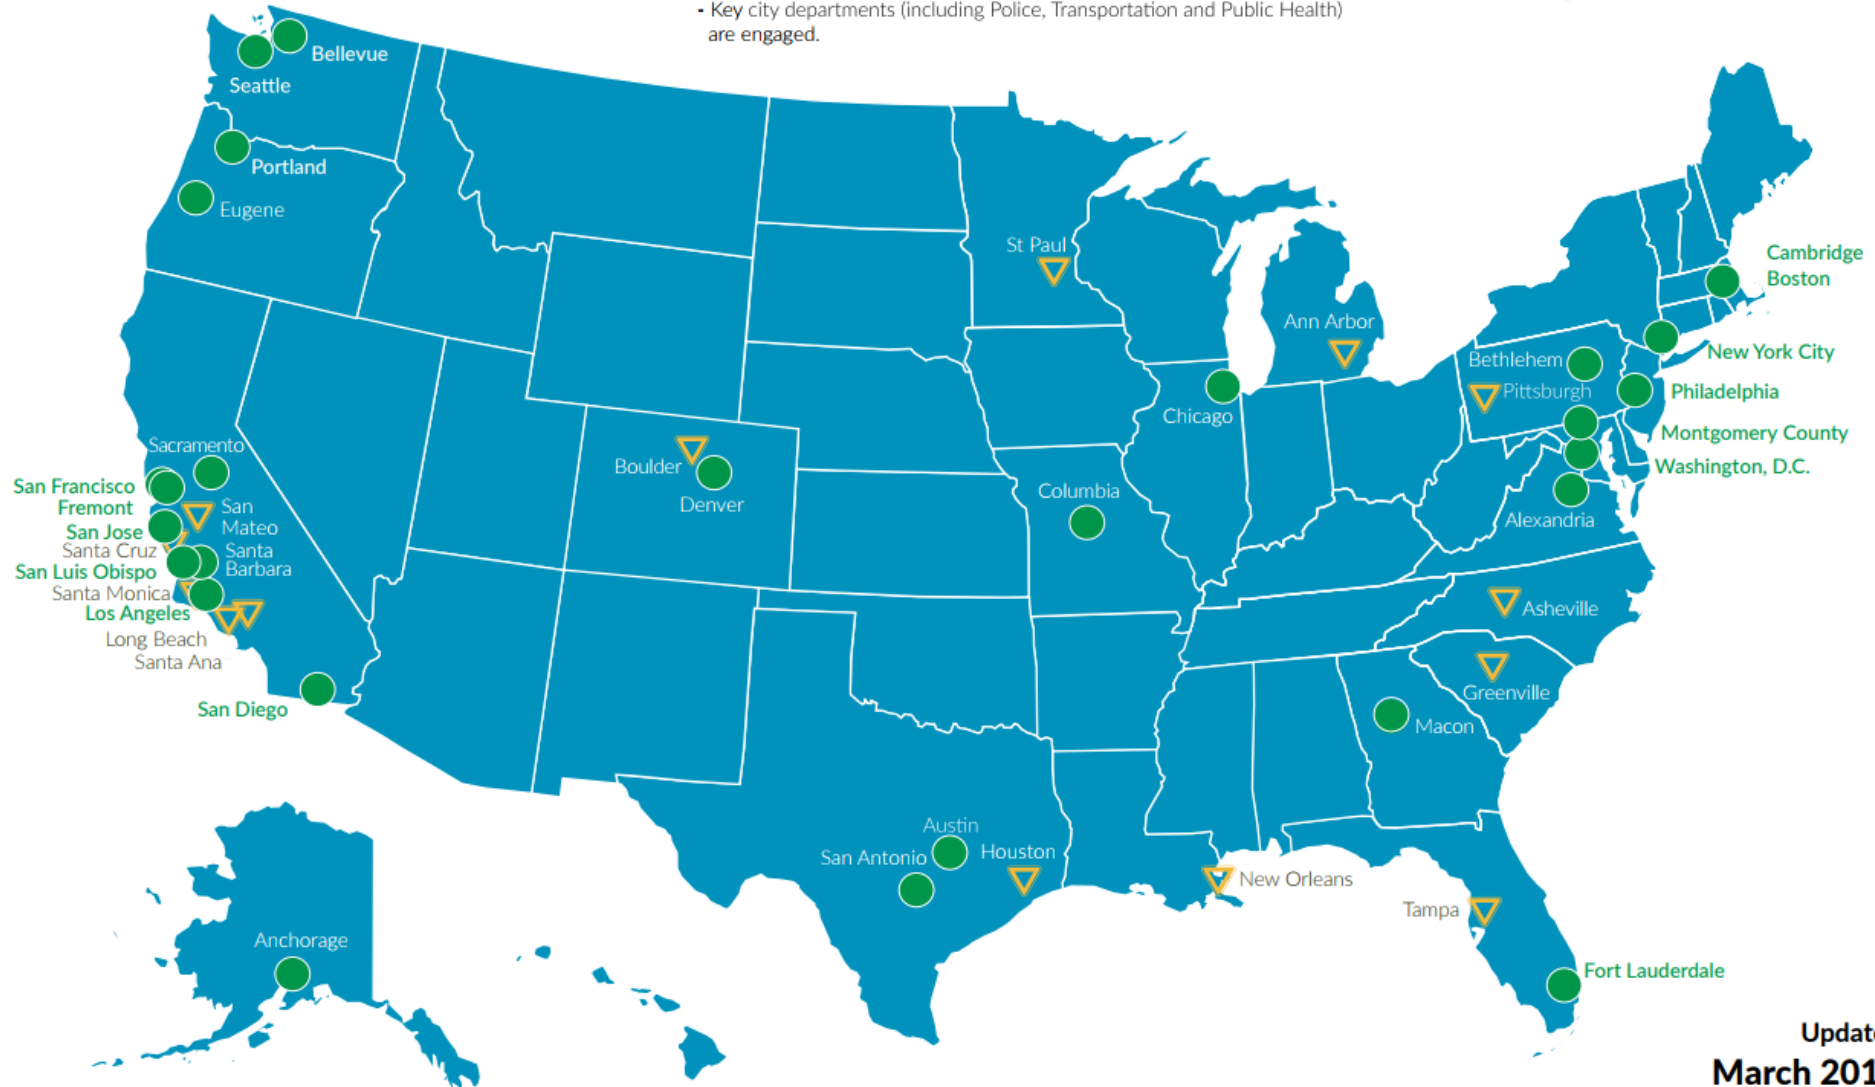 - Key city departments (including Police, Transportation and Public Health)
are engaged.
Bellevue
Seattle
Portland
Eugene
St Paul
Ann Arbor
Cambridge
Boston
New York City
Bethlehem
Pittsburgh
Philadelphia
Chicago
Montgomery County
Washington, D.C.
Alexandria
Sacramento
San Francisco
Fremont
San Jose
Santa Cruz
San Luis Obispo
Santa Monica
Los Angeles
Long Beach
Santa Ana
San
Mateo
Santa
Barbara
San Diego
Boulder
Denver
Columbia
Asheville
Greenville
Macon
Austin
San Antonio
Houston
New Orleans
Tampa
Fort Lauderdale
Anchorage
March